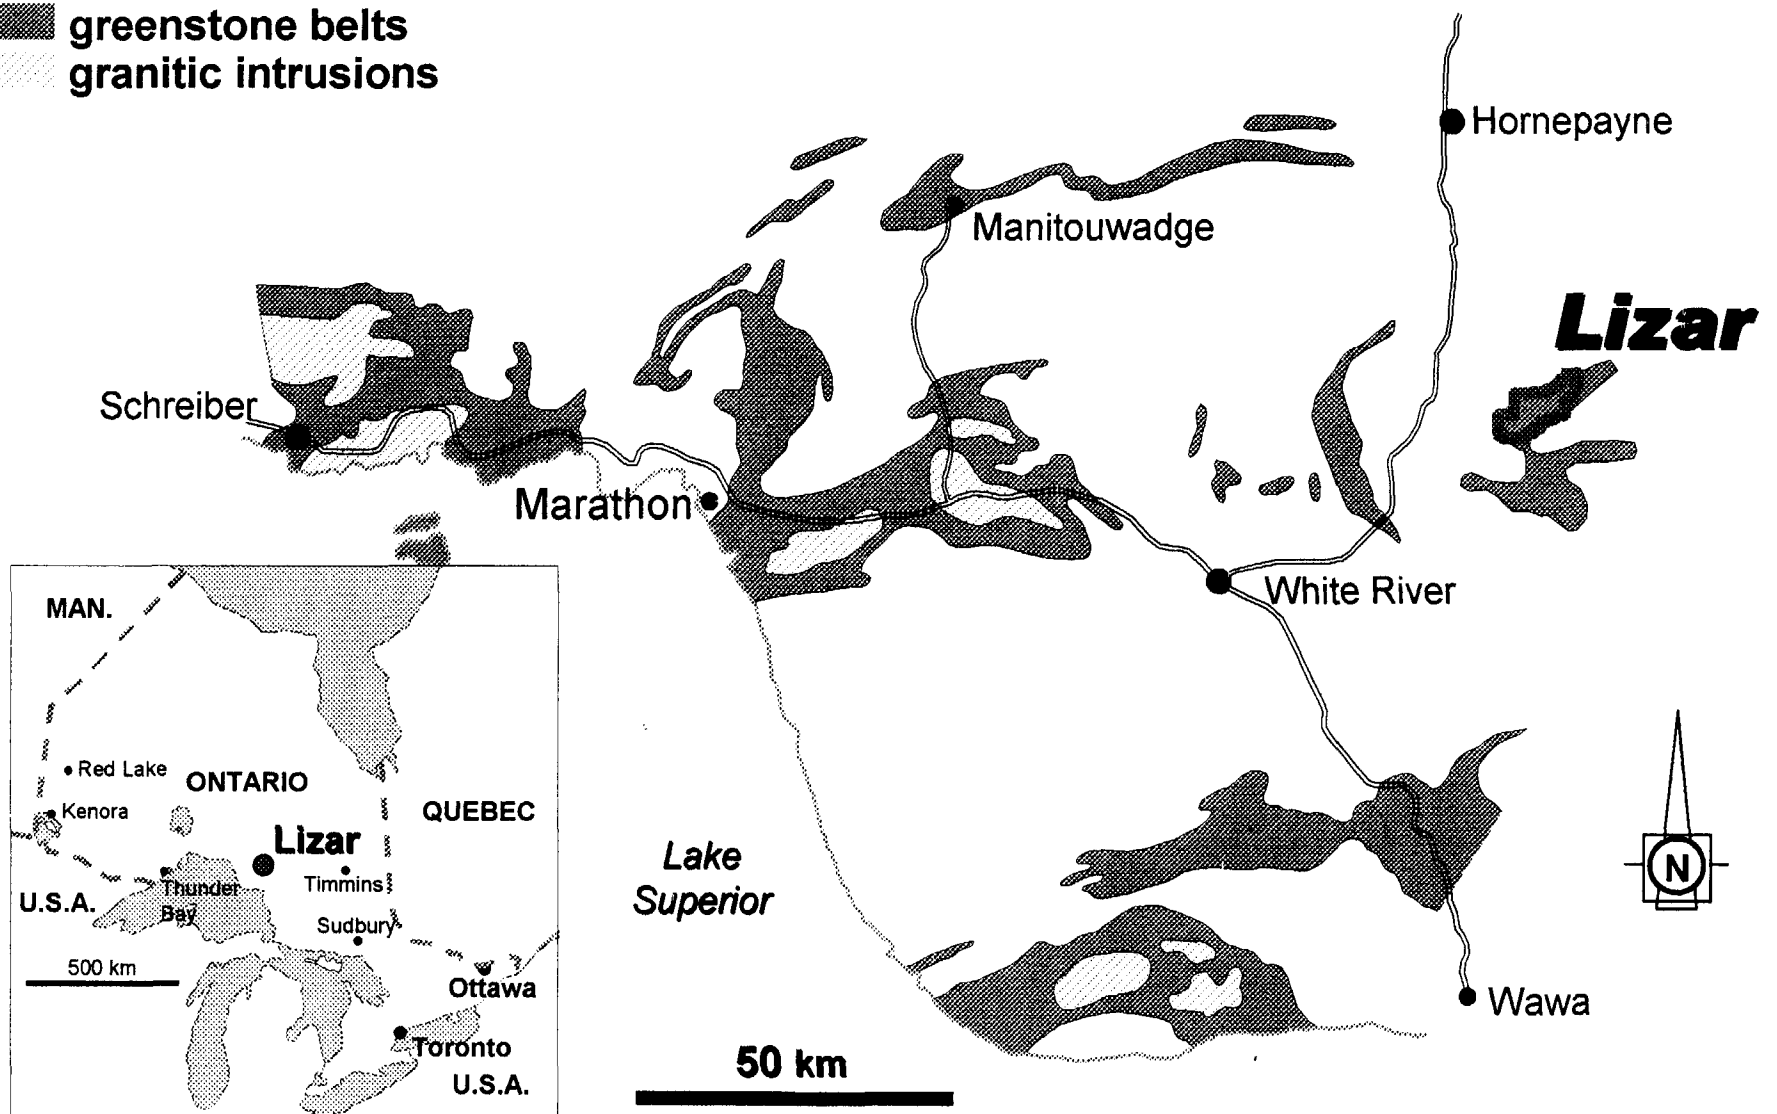 greenstone belts
granitic intrusions
Hornepayne
Manitouwadge
Lizar
Schreiber
Marathon
White River
MAN.
Red Lake
ONTARIO
Kenora
QUEBEC
Lizar
Timmins
Thunder
Bay
U.S.A.
Sudbury
500 km
Ottawa
Toronto
U.S.A.
Lake
Superior
N
Wawa
50 km